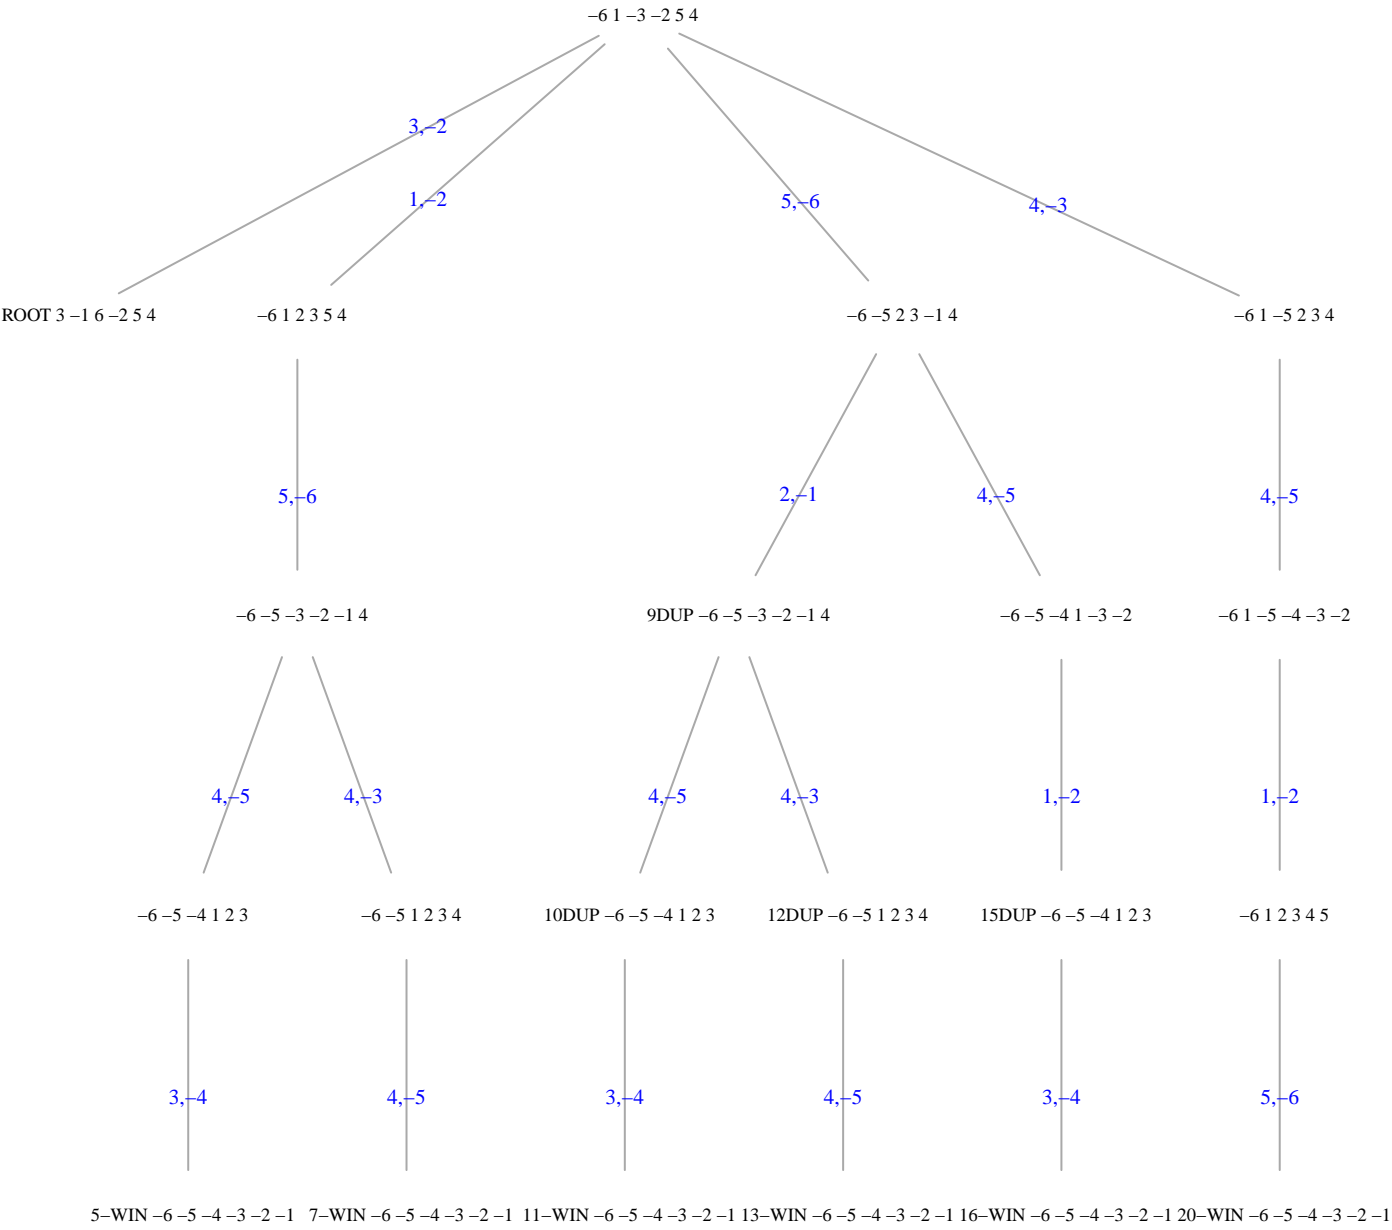 –6 1 –3 –2 5 4
3,–2
1,–2
5,–6
4,–3
ROOT 3 –1 6 –2 5 4
–6 1 2 3 5 4
–6 –5 2 3 –1 4
–6 1 –5 2 3 4
5,–6
2,–1
4,–5
4,–5
–6 –5 –3 –2 –1 4
9DUP –6 –5 –3 –2 –1 4
–6 –5 –4 1 –3 –2
–6 1 –5 –4 –3 –2
4,–5
4,–3
4,–5
4,–3
1,–2
1,–2
–6 –5 –4 1 2 3
–6 –5 1 2 3 4
10DUP –6 –5 –4 1 2 3
12DUP –6 –5 1 2 3 4
15DUP –6 –5 –4 1 2 3
–6 1 2 3 4 5
3,–4
4,–5
3,–4
4,–5
3,–4
5,–6
5–WIN –6 –5 –4 –3 –2 –1
7–WIN –6 –5 –4 –3 –2 –1
11–WIN –6 –5 –4 –3 –2 –1
13–WIN –6 –5 –4 –3 –2 –1
16–WIN –6 –5 –4 –3 –2 –1
20–WIN –6 –5 –4 –3 –2 –1